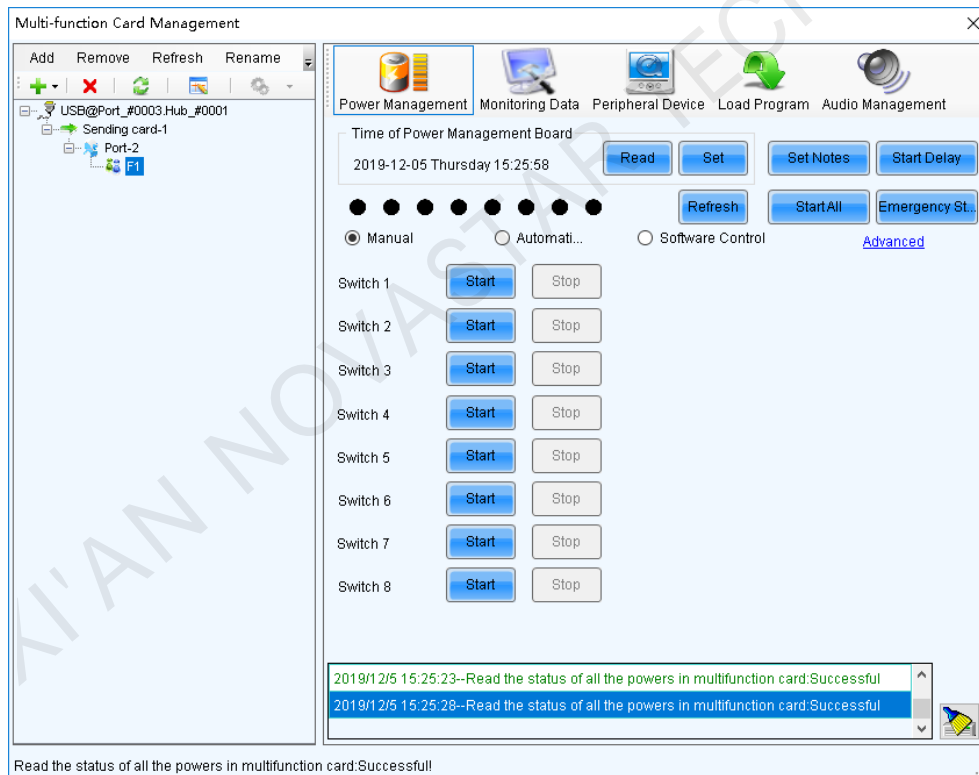 Multi-function Card Management
Add Remove Refresh Rename
USB@Port_#0003.Hub_#0001
Sending card-1
Port-2
F1
Power Management Monitoring Data Peripheral Device Load Program Audio Management
Time of Power Management Board
2019-12-05 Thursday 15:25:58
Read Set Set Notes Start Delay
Refresh Start All Emergency St...
Manual Automati... Software Control Advanced
Switch 1 Start Stop
Switch 2 Start Stop
Switch 3 Start Stop
Switch 4 Start Stop
Switch 5 Start Stop
Switch 6 Start Stop
Switch 7 Start Stop
Switch 8 Start Stop
2019/12/5 15:25:23--Read the status of all the powers in multifunction card:Successful
2019/12/5 15:25:28--Read the status of all the powers in multifunction card:Successful
Read the status of all the powers in multifunction card:Successful!
XI'AN NOVASTAR TEC